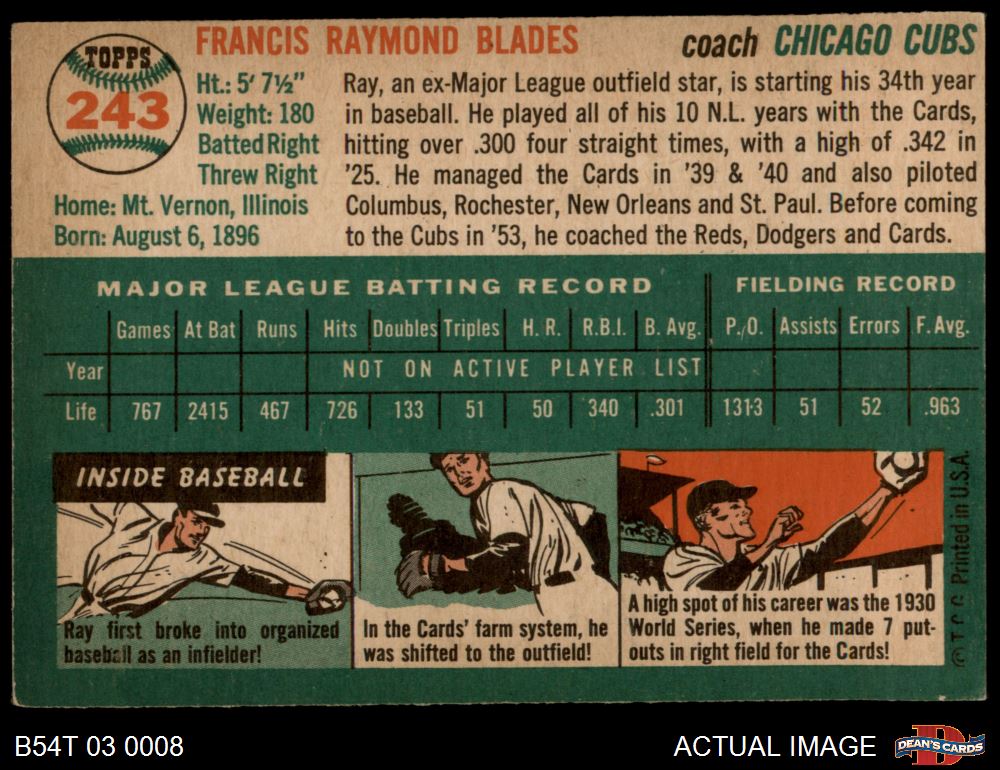 TOPPS
243
FRANCIS RAYMOND BLADES
coach CHICAGO CUBS
Ht.: 5' 7½"
Weight: 180
Batted Right
Threw Right
Home: Mt. Vernon, Illinois
Born: August 6, 1896
Ray, an ex-Major League outfield star, is starting his 34th year
in baseball. He played all of his 10 N.L. years with the Cards,
hitting over .300 four straight times, with a high of .342 in
'25. He managed the Cards in '39 & '40 and also piloted
Columbus, Rochester, New Orleans and St. Paul. Before coming
to the Cubs in '53, he coached the Reds, Dodgers and Cards.
MAJOR LEAGUE BATTING RECORD
FIELDING RECORD
Games At Bat Runs Hits Doubles Triples H. R. R.B.I. B. Avg. P./O. Assists Errors F. Avg.
Year NOT ON ACTIVE PLAYER LIST
Life 767 2415 467 726 133 51 50 340 .301 1313 51 52 .963
INSIDE BASEBALL
Ray first broke into organized
baseball as an infielder!
In the Cards' farm system, he
was shifted to the outfield!
A high spot of his career was the 1930
World Series, when he made 7 put-
outs in right field for the Cards!
© T. C. G. Printed in U.S.A.
B54T 03 0008
ACTUAL IMAGE
DEAN'S CARDS